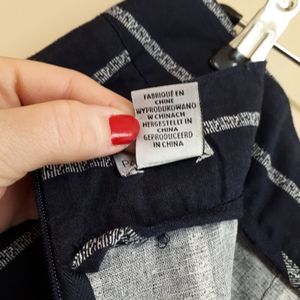 FABRIQUÉ EN
CHINE
WYPRODUKOWANO
W CHINACH
HERGESTELLT IN
CHINA
GEPRODUCEERD
IN CHINA